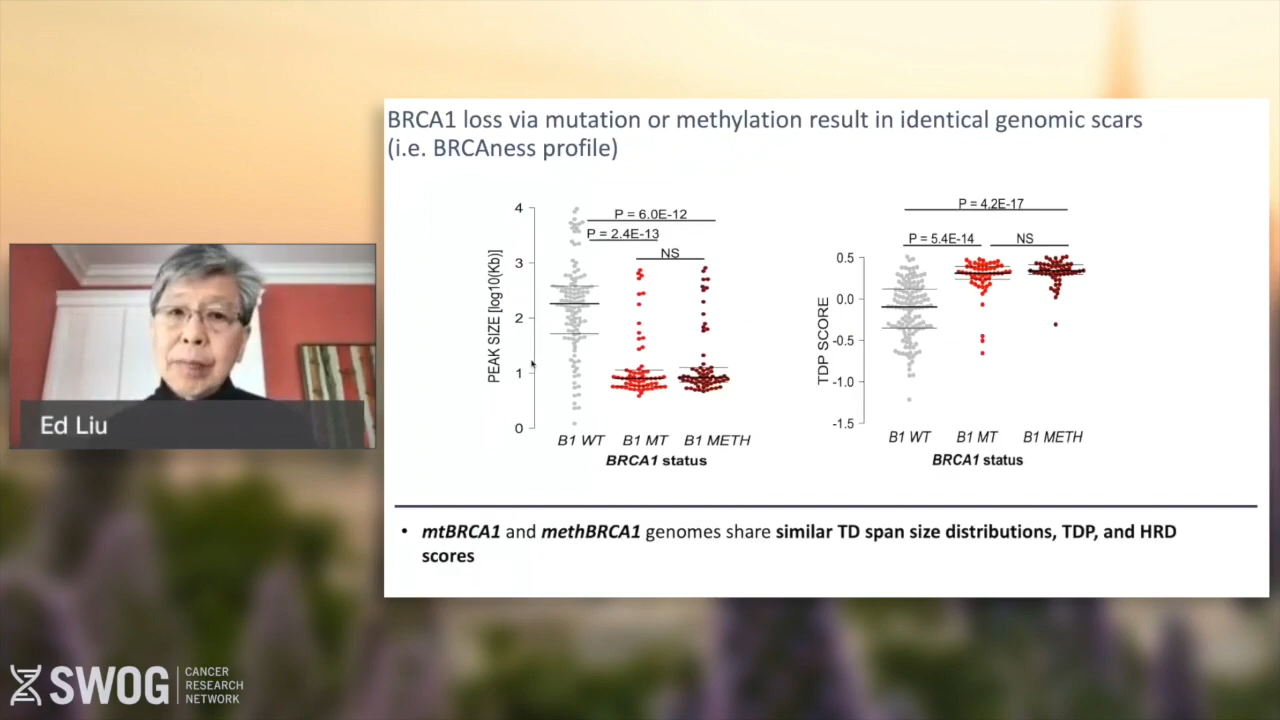 BRCA1 loss via mutation or methylation result in identical genomic scars
(i.e. BRCAness profile)
4
3
2
1
0
PEAK SIZE [log10(Kb)]
P = 6.0E-12
P = 2.4E-13
NS
B1 WT B1 MT B1 METH
BRCA1 status
P = 4.2E-17
P = 5.4E-14 NS
0.5
0.0
-0.5
-1.0
-1.5
TDP SCORE
B1 WT B1 MT B1 METH
BRCA1 status
Ed Liu
• mtBRCA1 and methBRCA1 genomes share similar TD span size distributions, TDP, and HRD
scores
SWOG
CANCER
RESEARCH
NETWORK